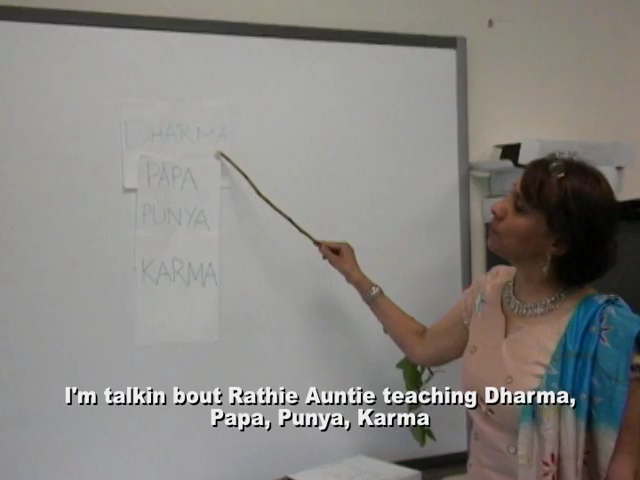 DHARMA
PAPA
PUNYA
KARMA
I'm talkin bout Rathie Auntie teaching Dharma,
Papa, Punya, Karma